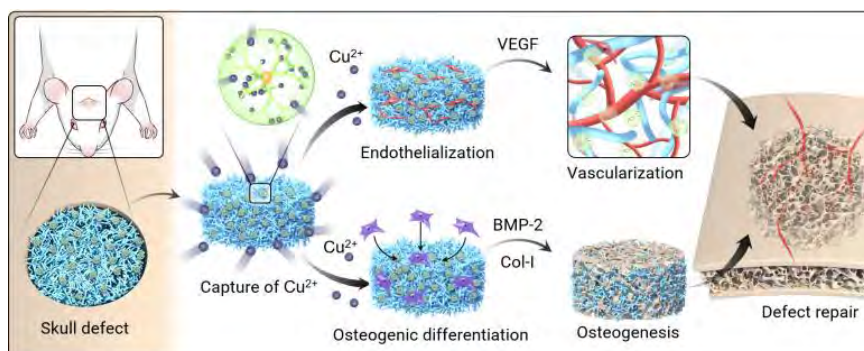 Skull defect
Capture of Cu²⁺
Cu²⁺
Endothelialization
VEGF
Vascularization
Cu²⁺
Osteogenic differentiation
BMP-2
Col-I
Osteogenesis
Defect repair